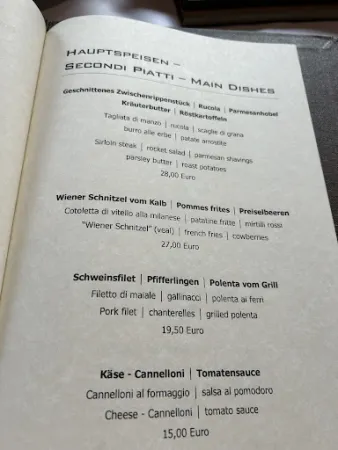 Hauptspeisen –
Secondi Piatti – Main Dishes
Geschnittenes Zwischenrippenstück | Rucola | Parmesanhobel
Kräuterbutter | Röstkartoffeln
Tagliata di manzo | rucola | scaglie di grana
burro alle erbe | patate arrostite
Sirloin steak | rocket salad | parmesan shavings
parsley butter | roast potatoes
28,00 Euro
Wiener Schnitzel vom Kalb | Pommes frites | Preiselbeeren
Cotoletta di vitello alla milanese | patatine fritte | mirtilli rossi
"Wiener Schnitzel" (veal) | french fries | cowberries
27,00 Euro
Schweinsfilet | Pfifferlingen | Polenta vom Grill
Filetto di maiale | gallinacci | polenta ai ferri
Pork filet | chanterelles | grilled polenta
19,50 Euro
Käse - Cannelloni | Tomatensauce
Cannelloni al formaggio | salsa al pomodoro
Cheese - Cannelloni | tomato sauce
15,00 Euro